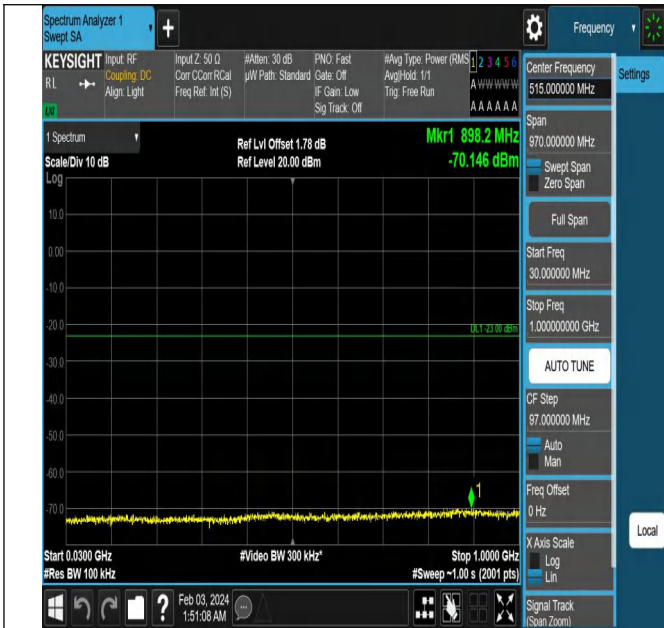 Spectrum Analyzer 1
Swept SA
Frequency
KEYSIGHT
RL
LXI
Input: RF
Coupling: DC
Align: Light
Input Z: 50 Ω
Corr CCorr RCal
Freq Ref: Int (S)
#Atten: 30 dB
µW Path: Standard
PNO: Fast
Gate: Off
IF Gain: Low
Sig Track: Off
#Avg Type: Power (RMS
Avg|Hold: 1/1
Trig: Free Run
1 2 3 4 5 6
A W W W W W
A A A A A A
1 Spectrum
Scale/Div 10 dB
Log
Ref Lvl Offset 1.78 dB
Ref Level 20.00 dBm
Mkr1 898.2 MHz
-70.146 dBm
10.0
0.00
-10.0
-20.0
DL1 -23.00 dBm
-30.0
-40.0
-50.0
-60.0
-70.0
1
Start 0.0300 GHz
#Res BW 100 kHz
#Video BW 300 kHz*
Stop 1.0000 GHz
#Sweep ~1.00 s (2001 pts)
Feb 03, 2024
1:51:08 AM
Center Frequency
515.000000 MHz
Settings
Span
970.000000 MHz
Swept Span
Zero Span
Full Span
Start Freq
30.000000 MHz
Stop Freq
1.000000000 GHz
AUTO TUNE
CF Step
97.000000 MHz
Auto
Man
Freq Offset
0 Hz
Local
X Axis Scale
Log
Lin
Signal Track
(Span Zoom)